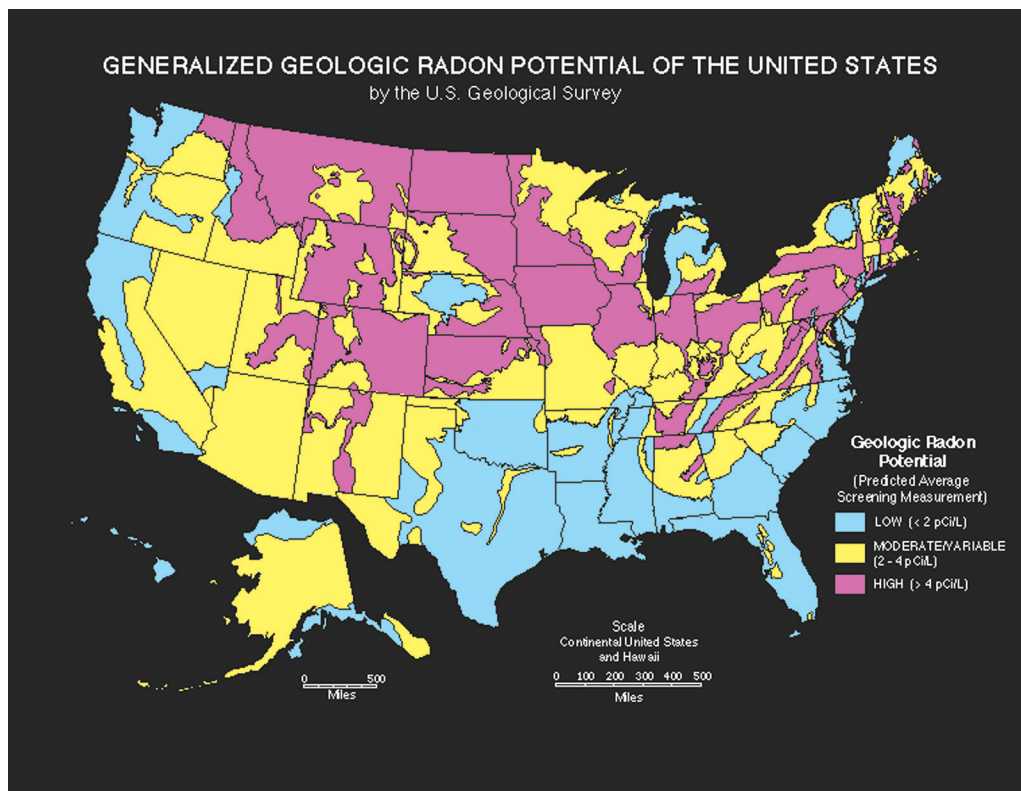 GENERALIZED GEOLOGIC RADON POTENTIAL OF THE UNITED STATES
by the U.S. Geological Survey
Geologic Radon
Potential
(Predicted Average
Screening Measurement)
LOW (< 2 pCi/L)
MODERATE/VARIABLE
(2 - 4 pCi/L)
HIGH (> 4 pCi/L)
Scale
Continental United States
and Hawaii
0 500
Miles
0 100 200 300 400 500
Miles